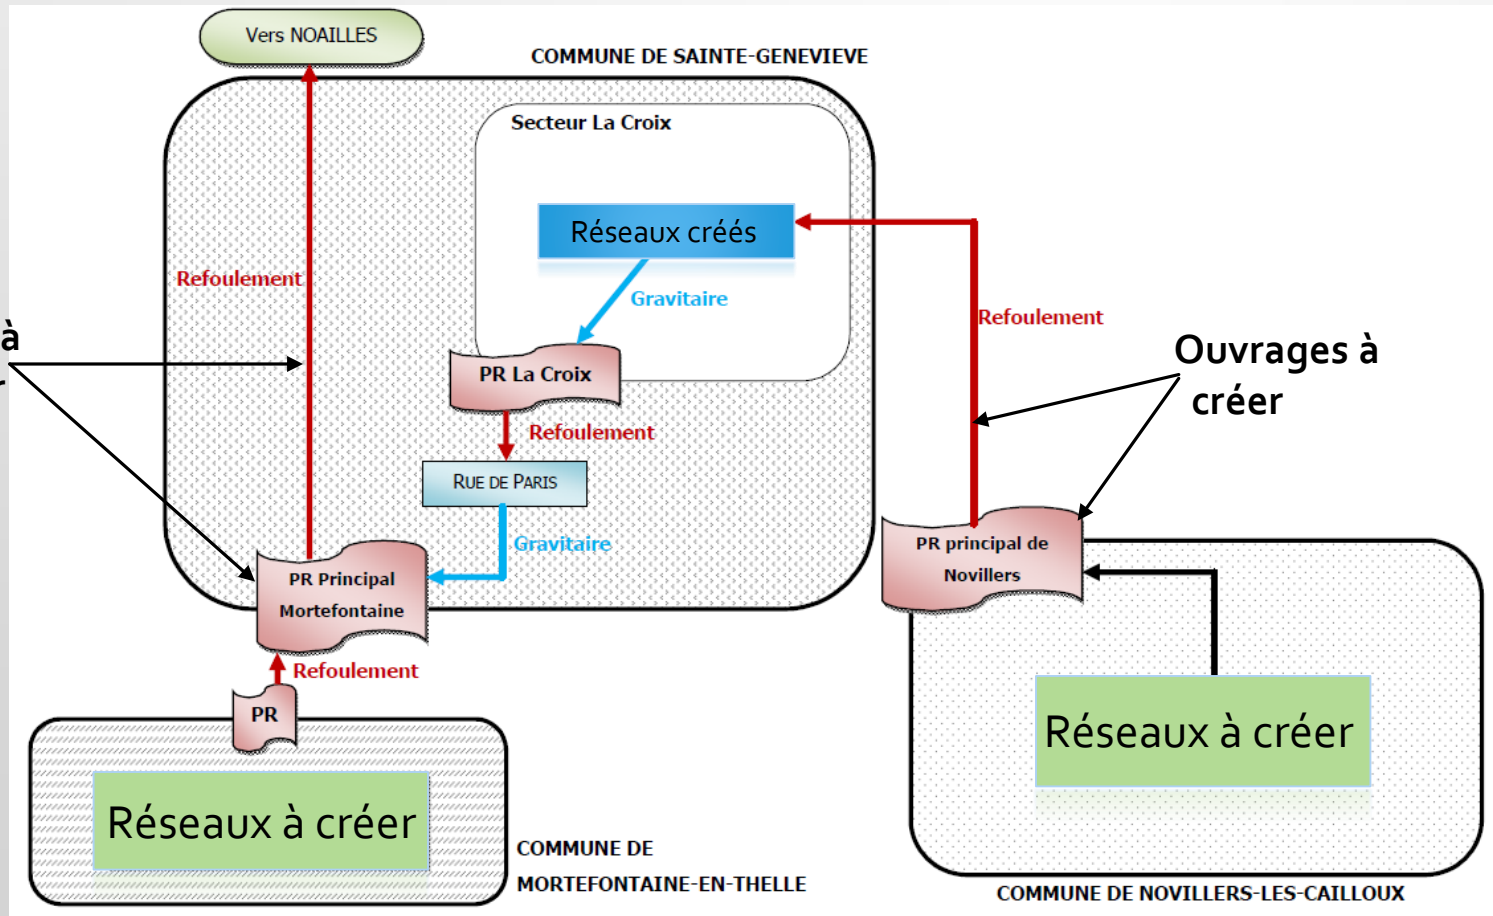 Vers NOAILLES
COMMUNE DE SAINTE-GENEVIEVE
Secteur La Croix
Réseaux créés
Refoulement
Gravitaire
Refoulement
à
PR La Croix
Ouvrages à
créer
Refoulement
RUE DE PARIS
Gravitaire
PR principal de
Novillers
PR Principal
Mortefontaine
Refoulement
PR
Réseaux à créer
Réseaux à créer
COMMUNE DE
MORTEFONTAINE-EN-THELLE
COMMUNE DE NOVILLERS-LES-CAILLOUX